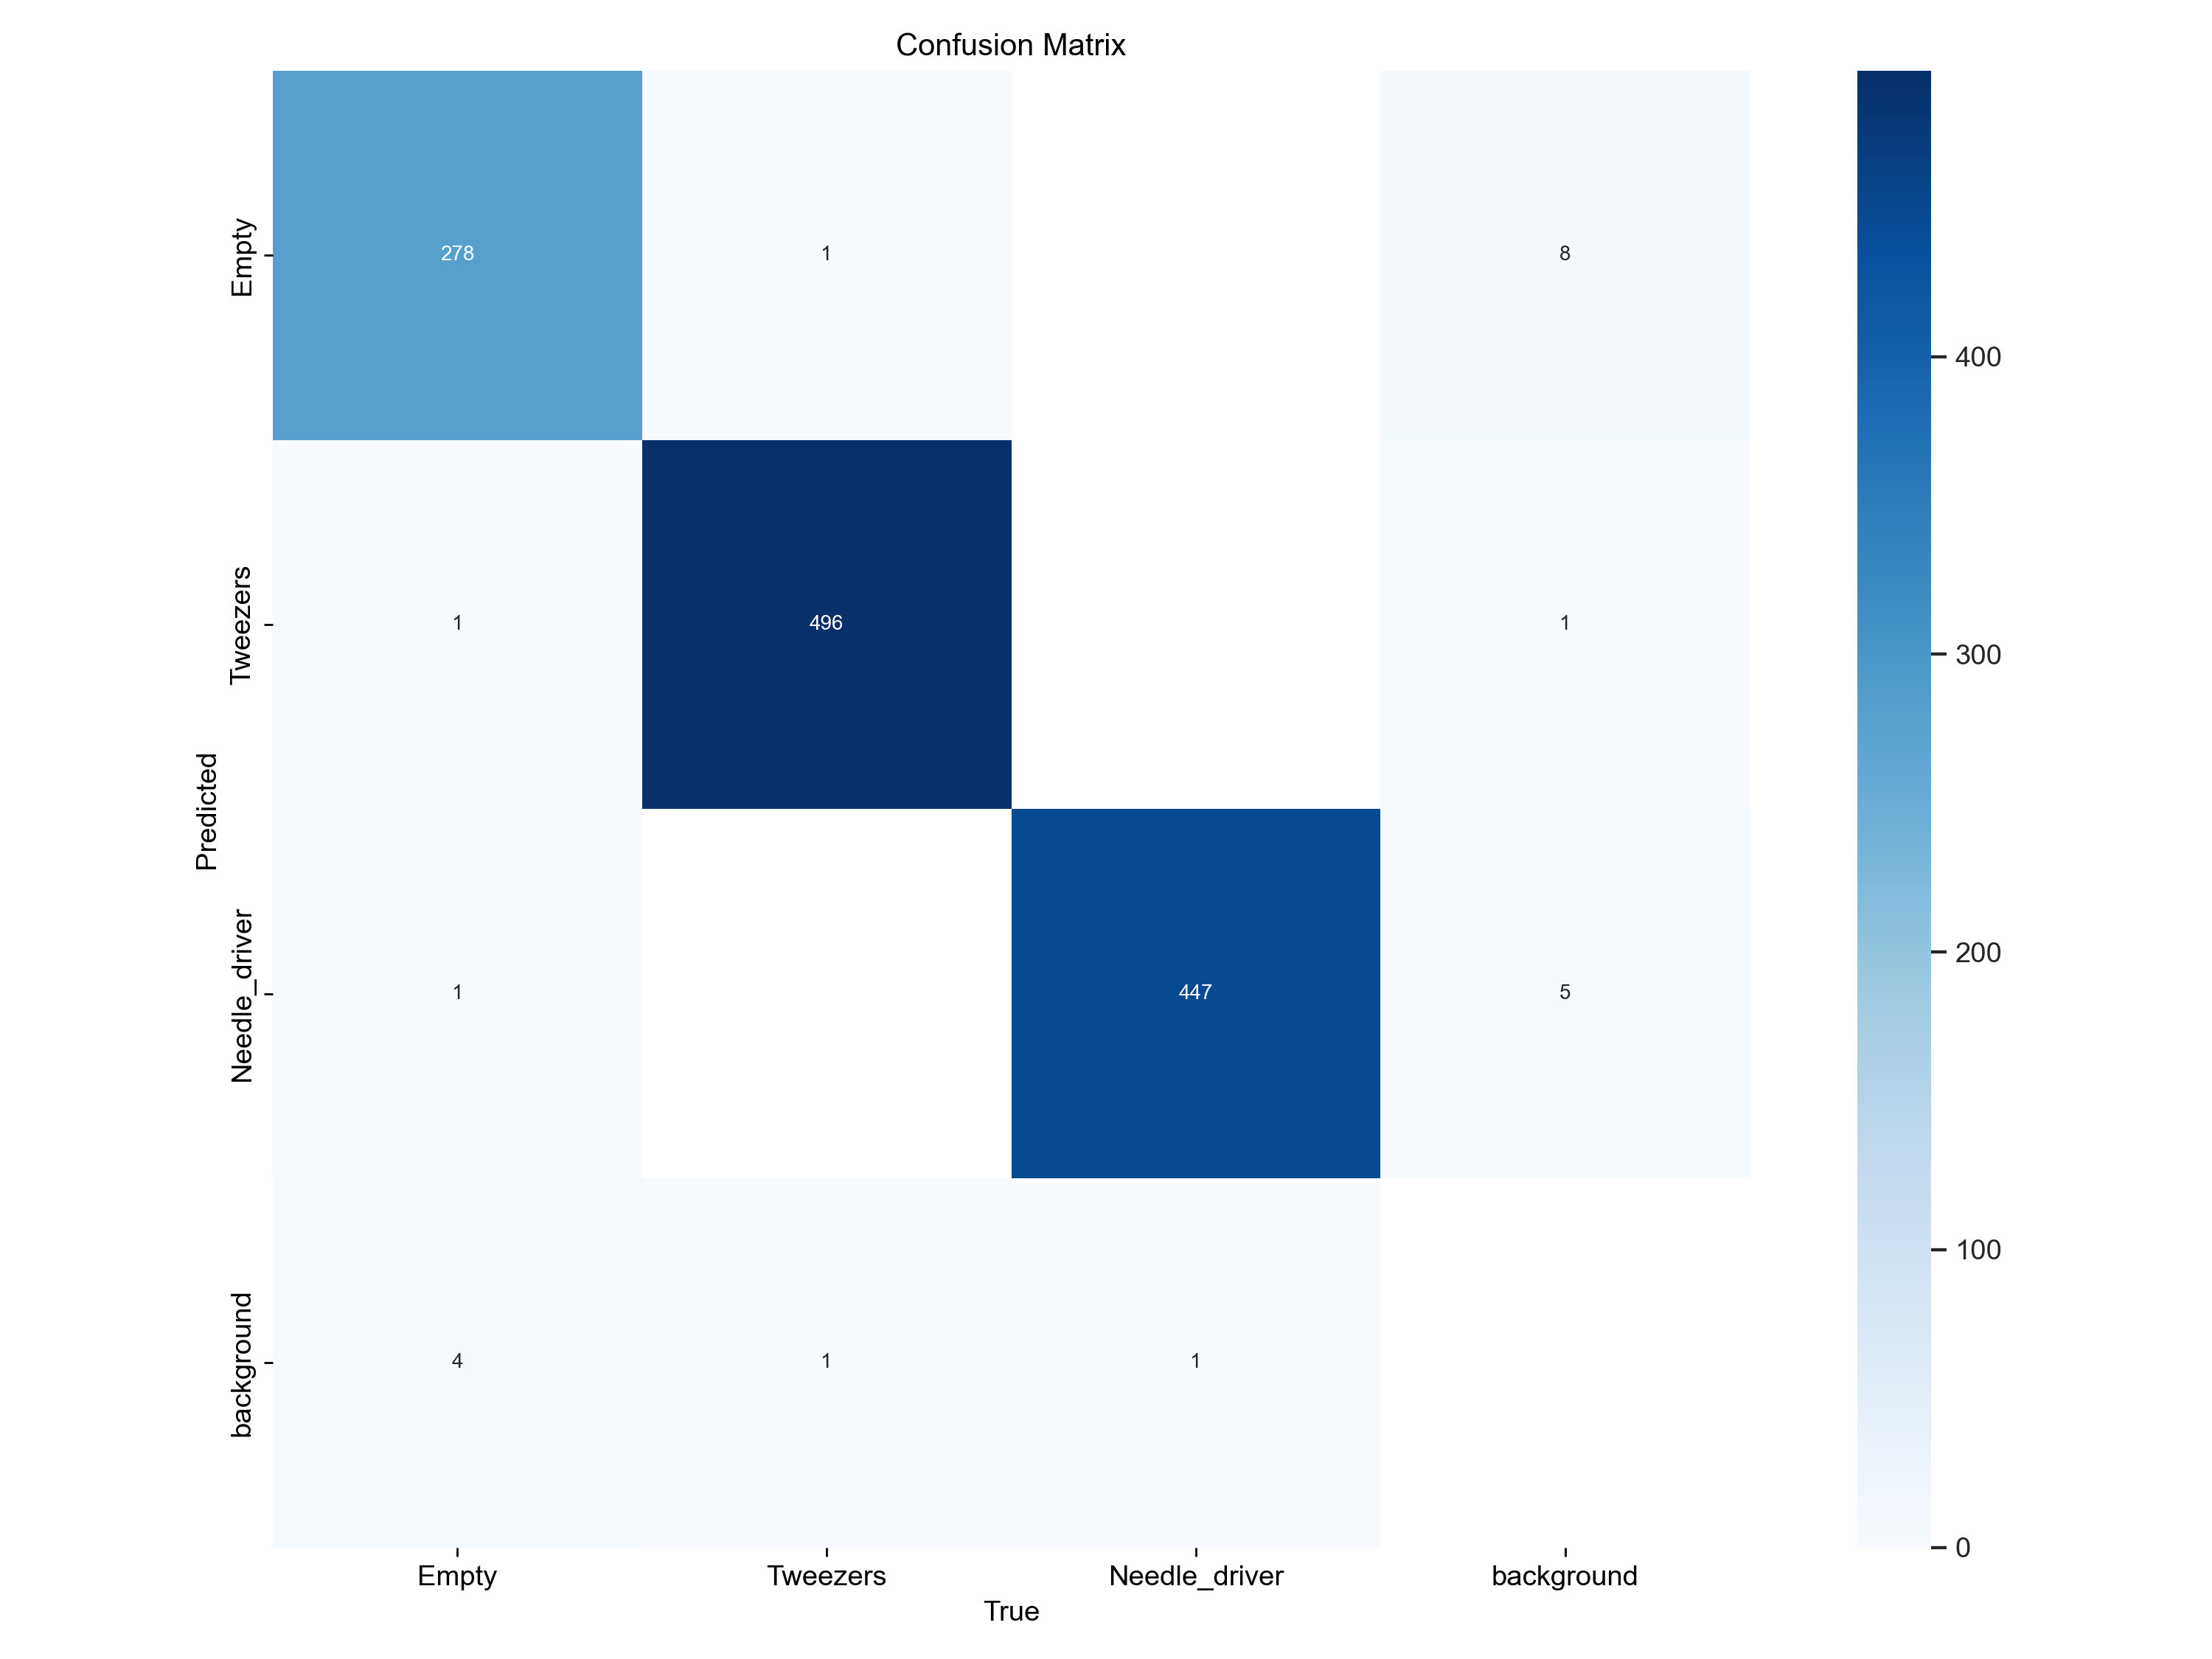 Confusion Matrix
Empty
278
1
8
400
Tweezers
1
496
1
300
Predicted
Needle_driver
1
447
5
200
background
4
1
1
100
0
Empty
Tweezers
Needle_driver
background
True